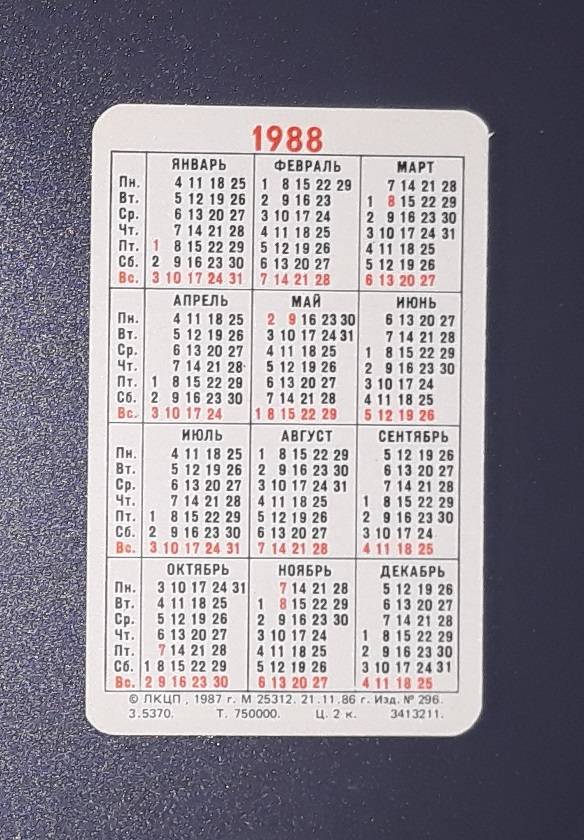 1988
ЯНВАРЬ ФЕВРАЛЬ МАРТ
Пн. 4 11 18 25 1 8 15 22 29 7 14 21 28
Вт. 5 12 19 26 2 9 16 23 1 8 15 22 29
Ср. 6 13 20 27 3 10 17 24 2 9 16 23 30
Чт. 7 14 21 28 4 11 18 25 3 10 17 24 31
Пт. 1 8 15 22 29 5 12 19 26 4 11 18 25
Сб. 2 9 16 23 30 6 13 20 27 5 12 19 26
Вс. 3 10 17 24 31 7 14 21 28 6 13 20 27
АПРЕЛЬ МАЙ ИЮНЬ
Пн. 4 11 18 25 2 9 16 23 30 6 13 20 27
Вт. 5 12 19 26 3 10 17 24 31 7 14 21 28
Ср. 6 13 20 27 4 11 18 25 1 8 15 22 29
Чт. 7 14 21 28 5 12 19 26 2 9 16 23 30
Пт. 1 8 15 22 29 6 13 20 27 3 10 17 24
Сб. 2 9 16 23 30 7 14 21 28 4 11 18 25
Вс. 3 10 17 24 1 8 15 22 29 5 12 19 26
ИЮЛЬ АВГУСТ СЕНТЯБРЬ
Пн. 4 11 18 25 1 8 15 22 29 5 12 19 26
Вт. 5 12 19 26 2 9 16 23 30 6 13 20 27
Ср. 6 13 20 27 3 10 17 24 31 7 14 21 28
Чт. 7 14 21 28 4 11 18 25 1 8 15 22 29
Пт. 1 8 15 22 29 5 12 19 26 2 9 16 23 30
Сб. 2 9 16 23 30 6 13 20 27 3 10 17 24
Вс. 3 10 17 24 31 7 14 21 28 4 11 18 25
ОКТЯБРЬ НОЯБРЬ ДЕКАБРЬ
Пн. 3 10 17 24 31 7 14 21 28 5 12 19 26
Вт. 4 11 18 25 1 8 15 22 29 6 13 20 27
Ср. 5 12 19 26 2 9 16 23 30 7 14 21 28
Чт. 6 13 20 27 3 10 17 24 1 8 15 22 29
Пт. 7 14 21 28 4 11 18 25 2 9 16 23 30
Сб. 1 8 15 22 29 5 12 19 26 3 10 17 24 31
Вс. 2 9 16 23 30 6 13 20 27 4 11 18 25
© ЛКЦП, 1987 г. М 25312. 21.11.86 г. Изд. № 296.
З.5370. Т. 750000. Ц. 2 к. 3413211.